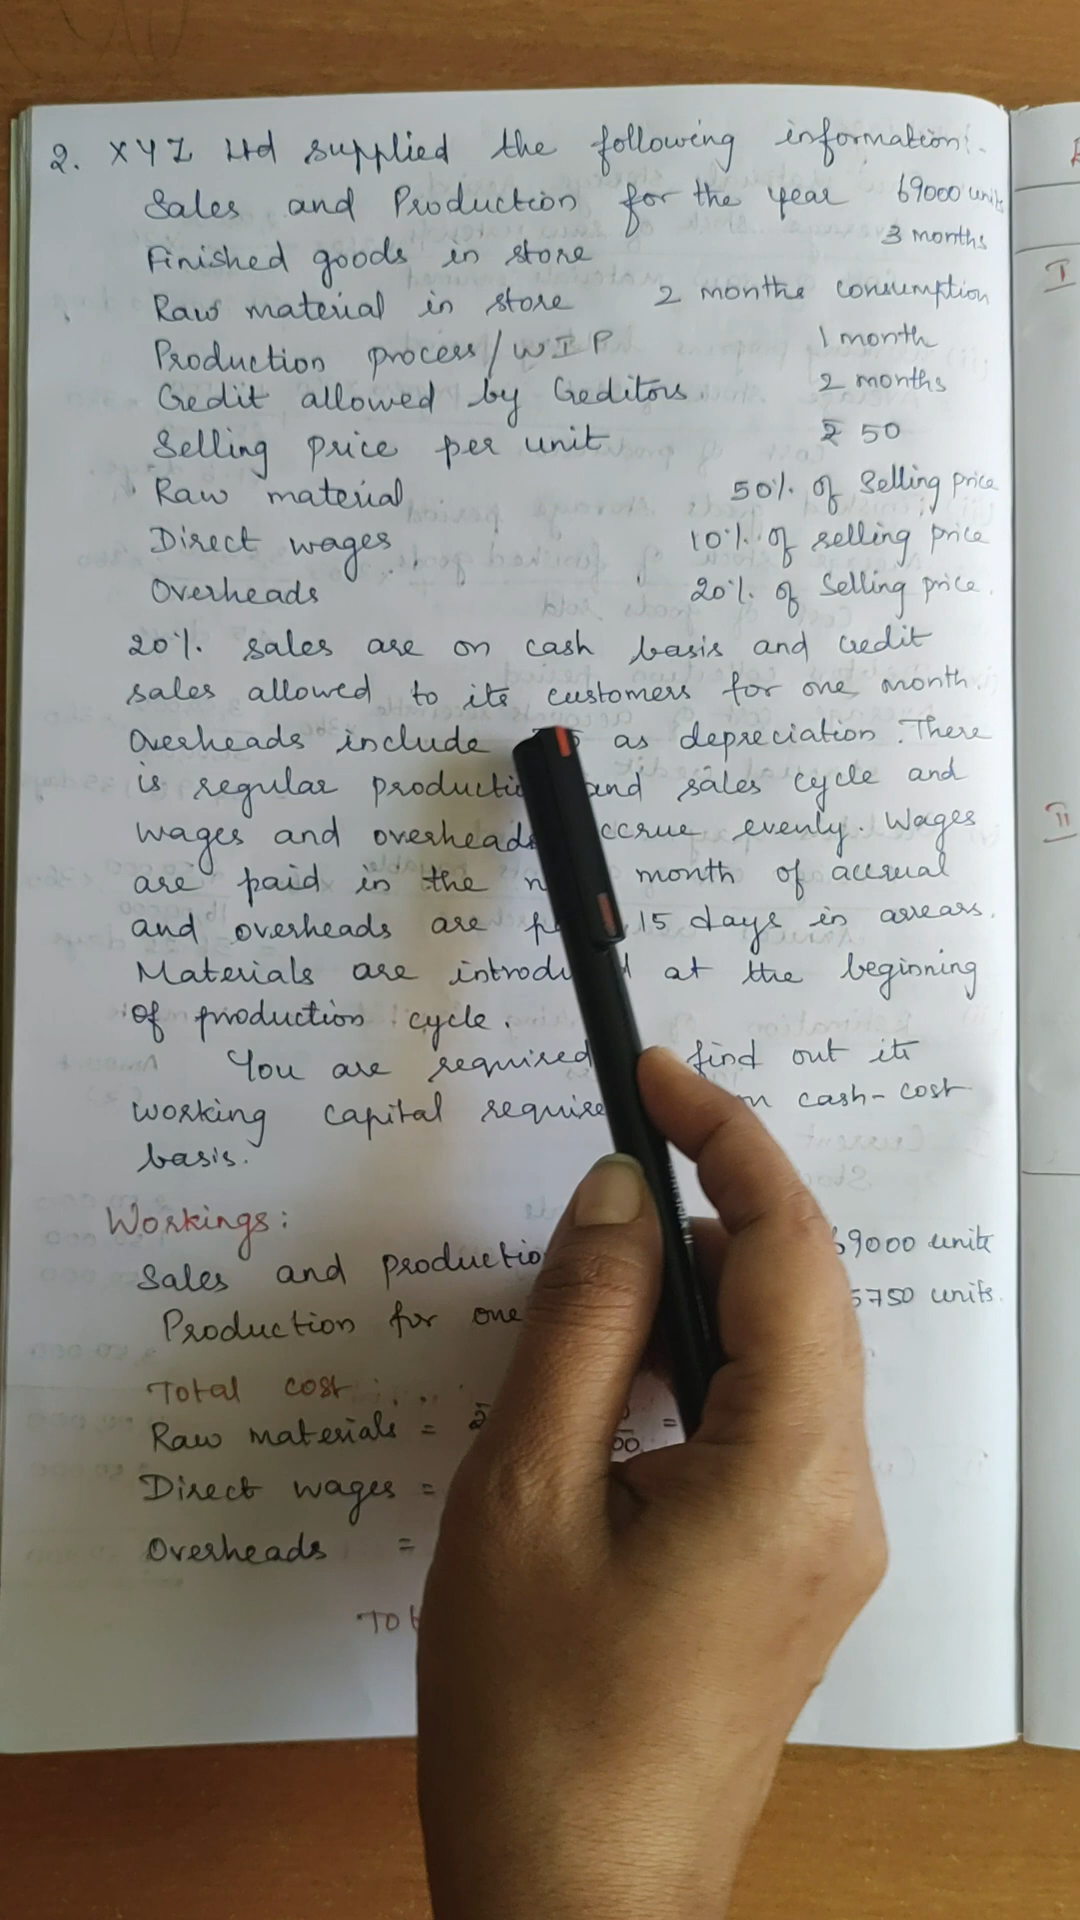 2. XYZ Ltd supplied the following information:
Sales and Production for the year 69000 units
Finished goods in store 3 months
Raw material in store 2 months consumption
Production process/WIP 1 month
Credit allowed by Creditors 2 months
Selling price per unit ₹ 50
Raw material 50% of Selling price
Direct wages 10% of selling price
Overheads 20% of Selling price.
20% sales are on cash basis and credit
sales allowed to its customers for one month.
Overheads include as depreciation. There
is regular and sales cycle and
wages and overheads accrue evenly. Wages
are paid in the month of accrual
and overheads are 15 days in arrears.
Materials are at the beginning
of production cycle.
You are required find out its
working capital cash-cost
basis.
Workings:
Sales and 69000 units
Production for one 5750 units.
Total cost
Raw materials = =
Direct wages =
Overheads =